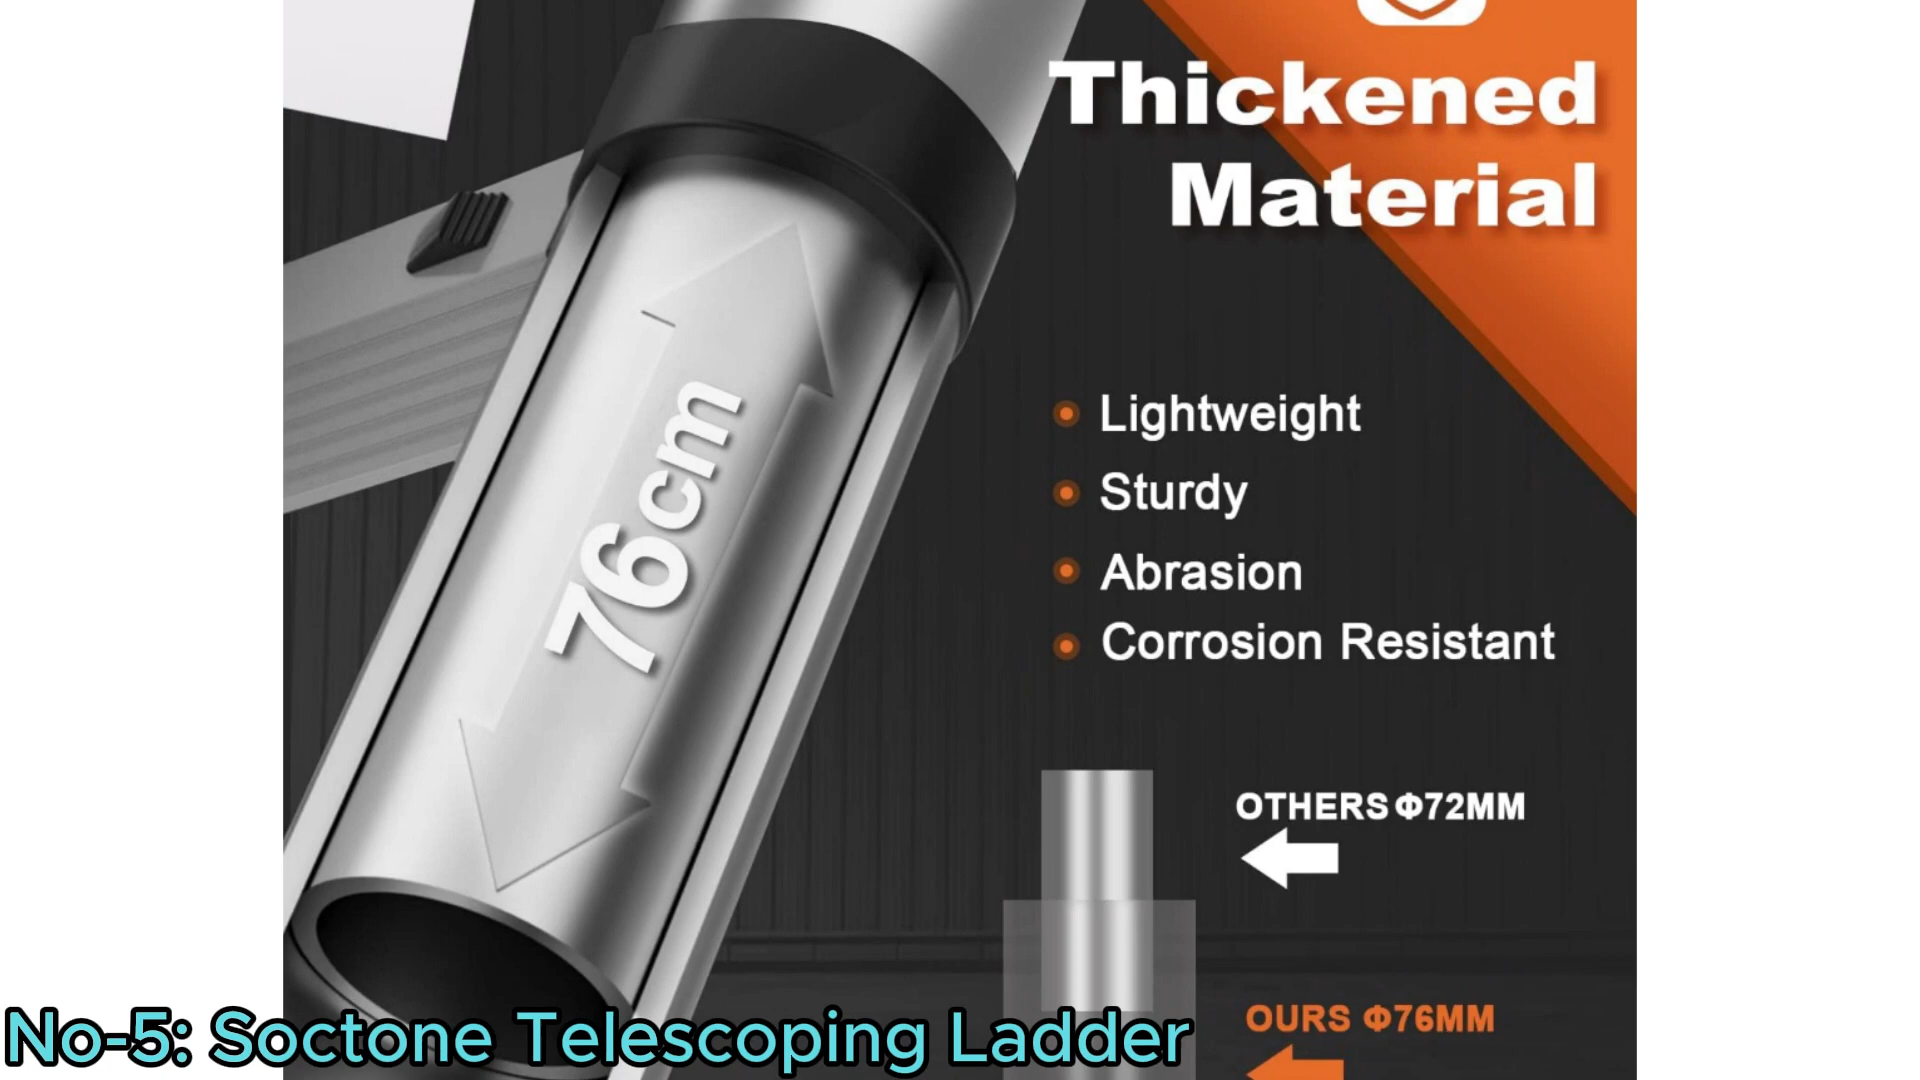 Thickened
Material
76cm
Lightweight
Sturdy
Abrasion
Corrosion Resistant
OTHERS Φ72MM
OURS Φ76MM
No-5: Soctone Telescoping Ladder